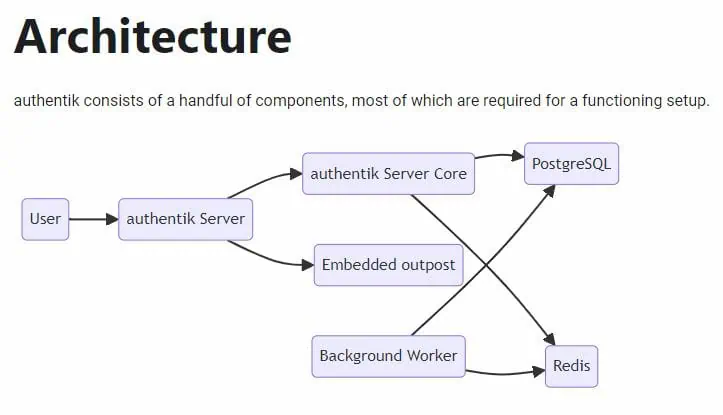 Architecture
authentik consists of a handful of components, most of which are required for a functioning setup.
PostgreSQL
authentik Server Core
User
authentik Server
Embedded outpost
Background Worker
Redis